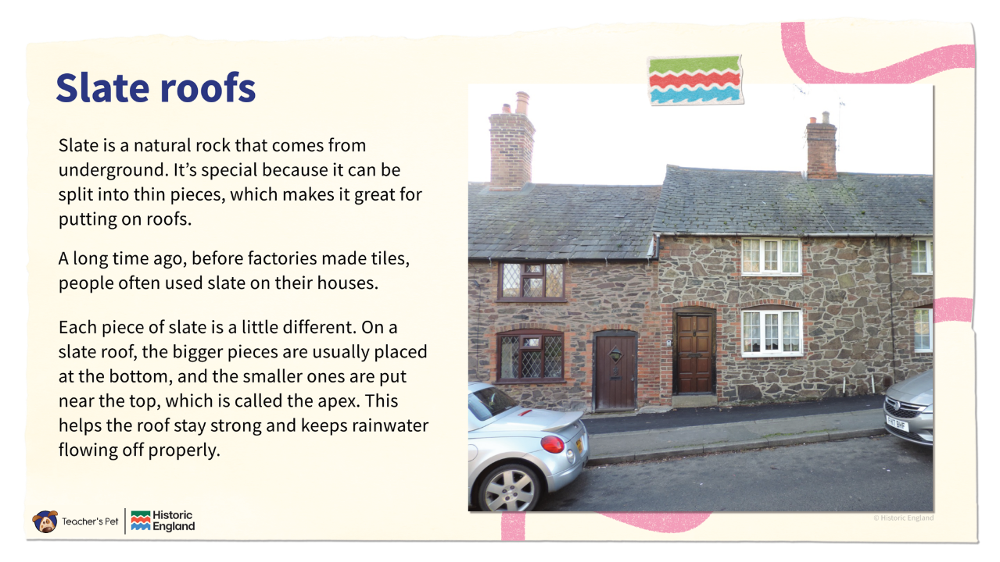 Slate roofs
Slate is a natural rock that comes from
underground. It’s special because it can be
split into thin pieces, which makes it great for
putting on roofs.
A long time ago, before factories made tiles,
people often used slate on their houses.
Each piece of slate is a little different. On a
slate roof, the bigger pieces are usually placed
at the bottom, and the smaller ones are put
near the top, which is called the apex. This
helps the roof stay strong and keeps rainwater
flowing off properly.
Teacher's Pet
Historic
England
© Historic England